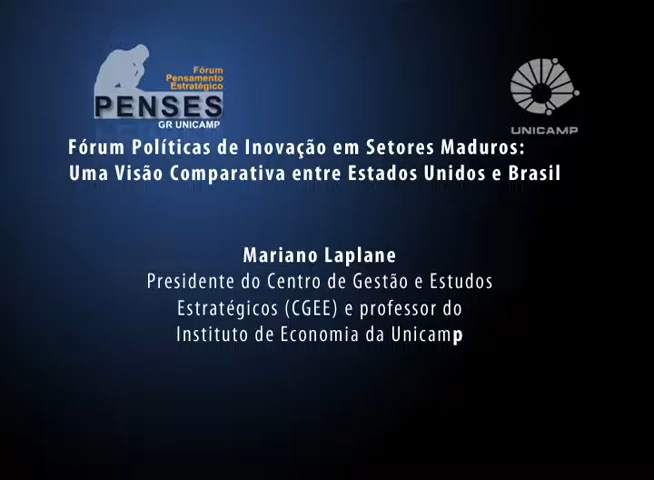 Fórum
Pensamento
Estratégico
PENSES
GR UNICAMP
UNICAMP
Fórum Políticas de Inovação em Setores Maduros:
Uma Visão Comparativa entre Estados Unidos e Brasil
Mariano Laplane
Presidente do Centro de Gestão e Estudos
Estratégicos (CGEE) e professor do
Instituto de Economia da Unicamp